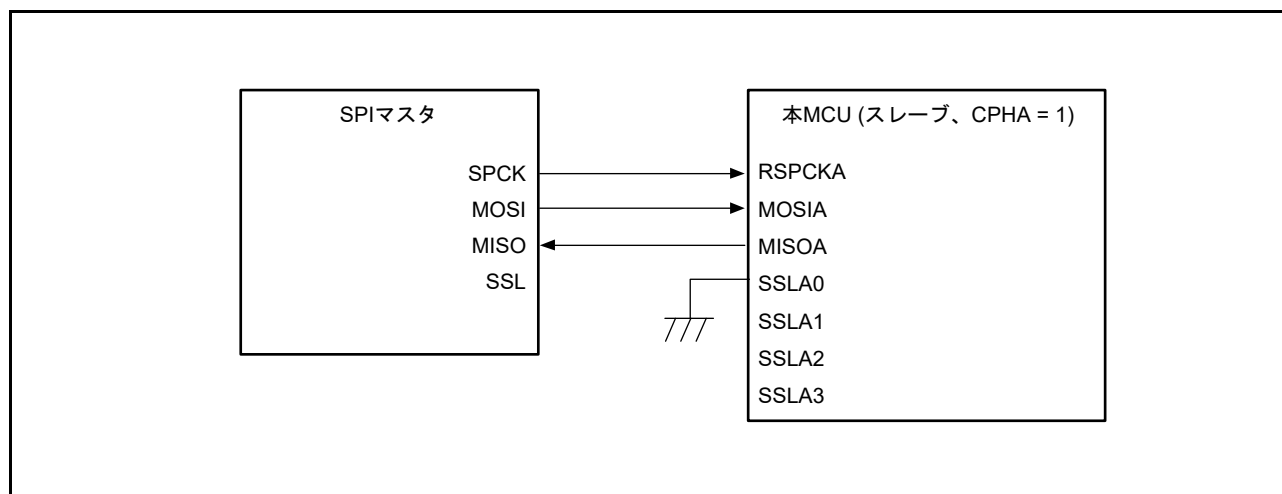 SPIマスタ
SPCK
MOSI
MISO
SSL
本MCU (スレーブ、CPHA = 1)
RSPCKA
MOSIA
MISOA
SSLA0
SSLA1
SSLA2
SSLA3